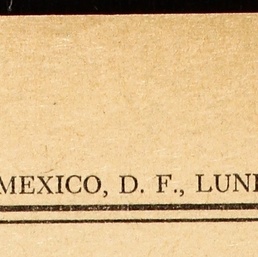 MEXICO, D. F., LUN